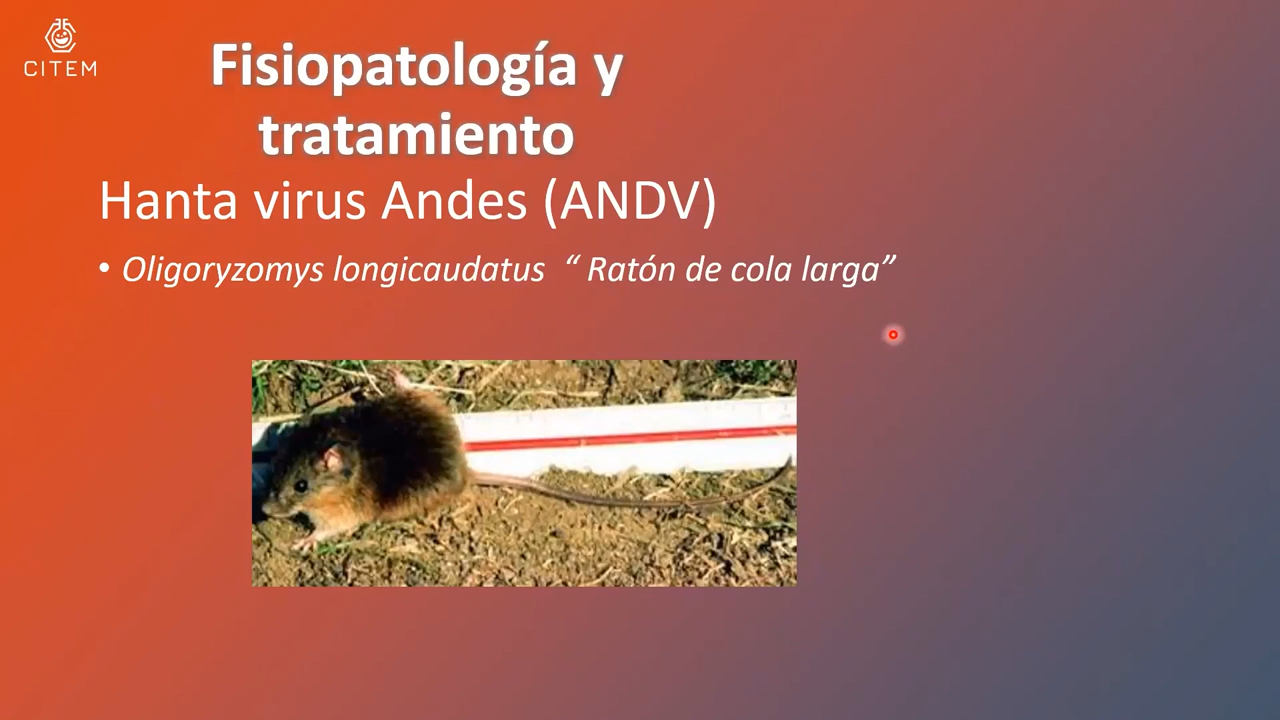 CITEM
Fisiopatología y
tratamiento
Hanta virus Andes (ANDV)
• Oligoryzomys longicaudatus “ Ratón de cola larga”